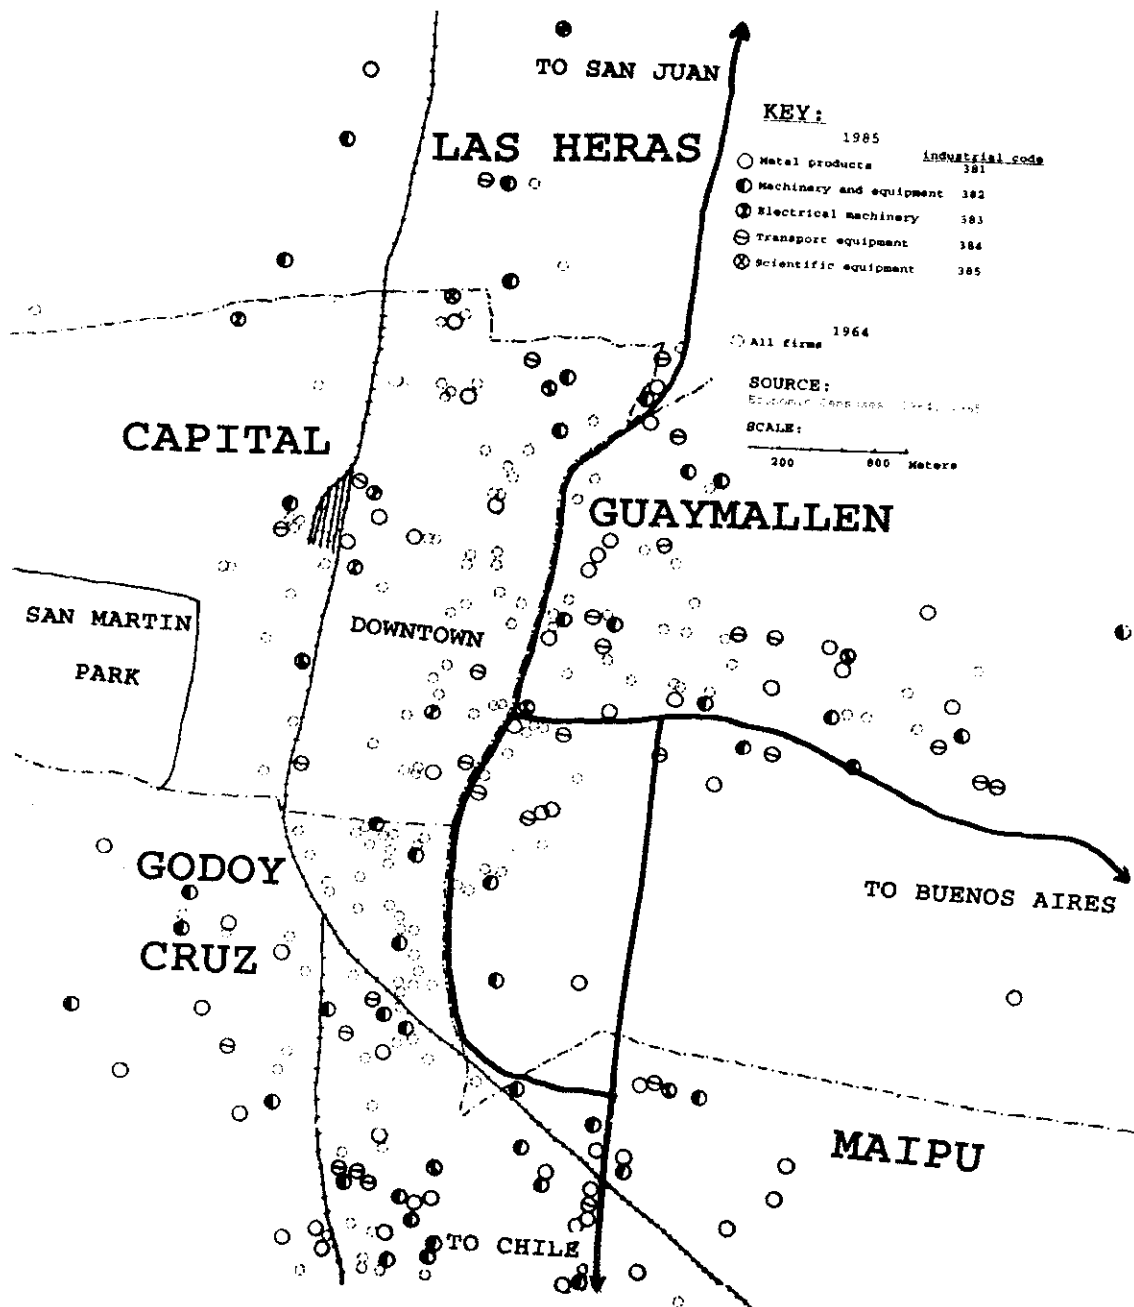 TO SAN JUAN
LAS HERAS
KEY:
1985
industrial code
Metal products 381
Machinery and equipment 382
Electrical machinery 383
Transport equipment 384
Scientific equipment 385
1964
All firms
SOURCE:
SCALE:
200 800 Meters
CAPITAL
GUAYMALLEN
SAN MARTIN
PARK
DOWNTOWN
GODOY
CRUZ
TO BUENOS AIRES
MAIPU
TO CHILE